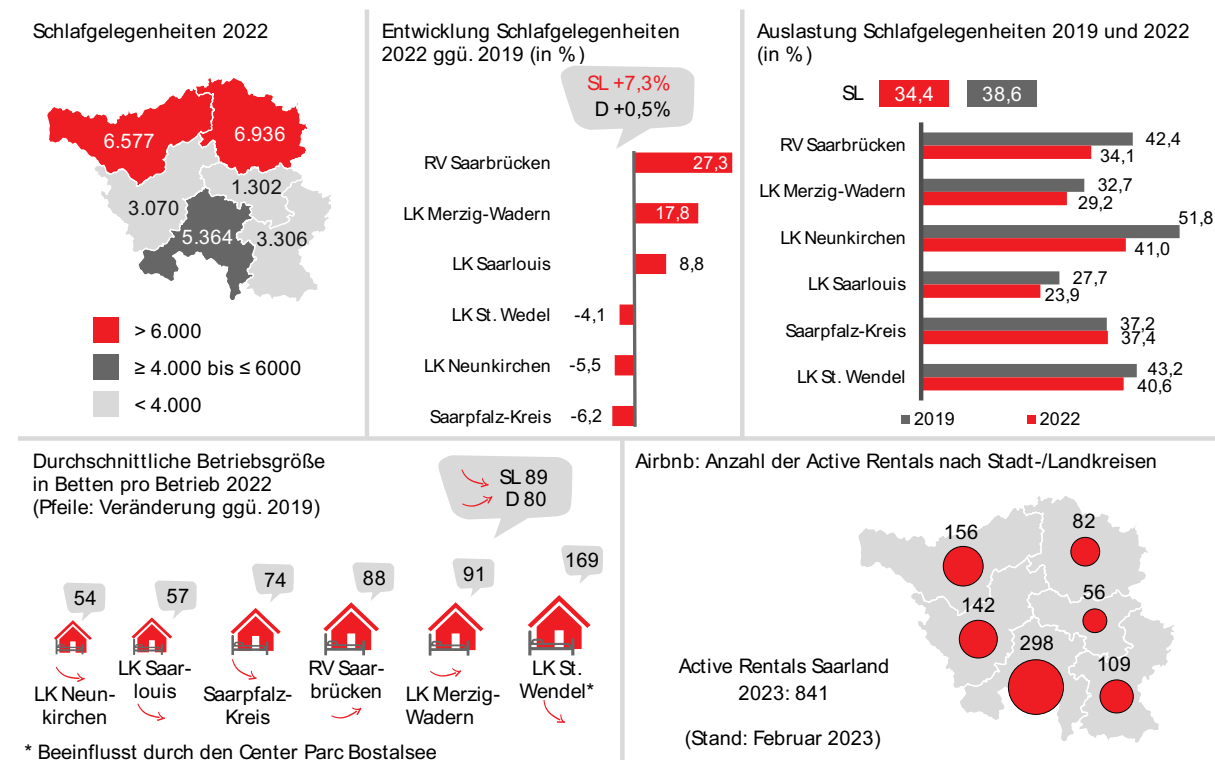 Schlafgelegenheiten 2022
6.577
6.936
1.302
3.070
5.364
3.306
> 6.000
≥ 4.000 bis ≤ 6000
< 4.000
Entwicklung Schlafgelegenheiten
2022 ggü. 2019 (in %)
SL +7,3%
D +0,5%
RV Saarbrücken 27,3
LK Merzig-Wadern 17,8
LK Saarlouis 8,8
LK St. Wedel -4,1
LK Neunkirchen -5,5
Saarpfalz-Kreis -6,2
Auslastung Schlafgelegenheiten 2019 und 2022
(in %)
SL 34,4 38,6
RV Saarbrücken 42,4
34,1
LK Merzig-Wadern 32,7
29,2
LK Neunkirchen 51,8
41,0
LK Saarlouis 27,7
23,9
Saarpfalz-Kreis 37,2
37,4
LK St. Wendel 43,2
40,6
2019 2022
Durchschnittliche Betriebsgröße
in Betten pro Betrieb 2022
(Pfeile: Veränderung ggü. 2019)
SL 89
D 80
54
LK Neun-
kirchen
57
LK Saar-
louis
74
Saarpfalz-
Kreis
88
RV Saar-
brücken
91
LK Merzig-
Wadern
169
LK St.
Wendel*
* Beeinflusst durch den Center Parc Bostalsee
Airbnb: Anzahl der Active Rentals nach Stadt-/Landkreisen
156
82
142
56
298
109
Active Rentals Saarland
2023: 841
(Stand: Februar 2023)